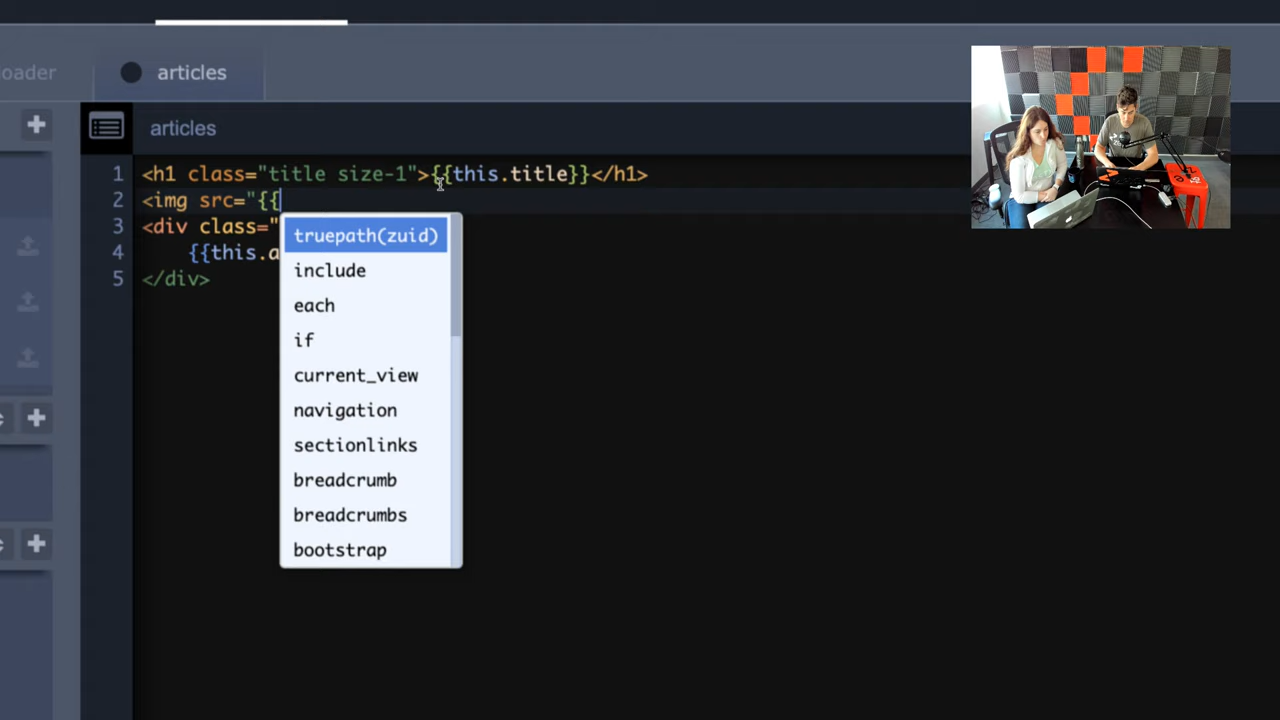 oader
articles
articles
1 <h1 class="title size-1">{{this.title}}</h1>
2 <img src="{{
3 <div class="
4 {{this.a
5 </div>
truepath(zuid)
include
each
if
current_view
navigation
sectionlinks
breadcrumb
breadcrumbs
bootstrap